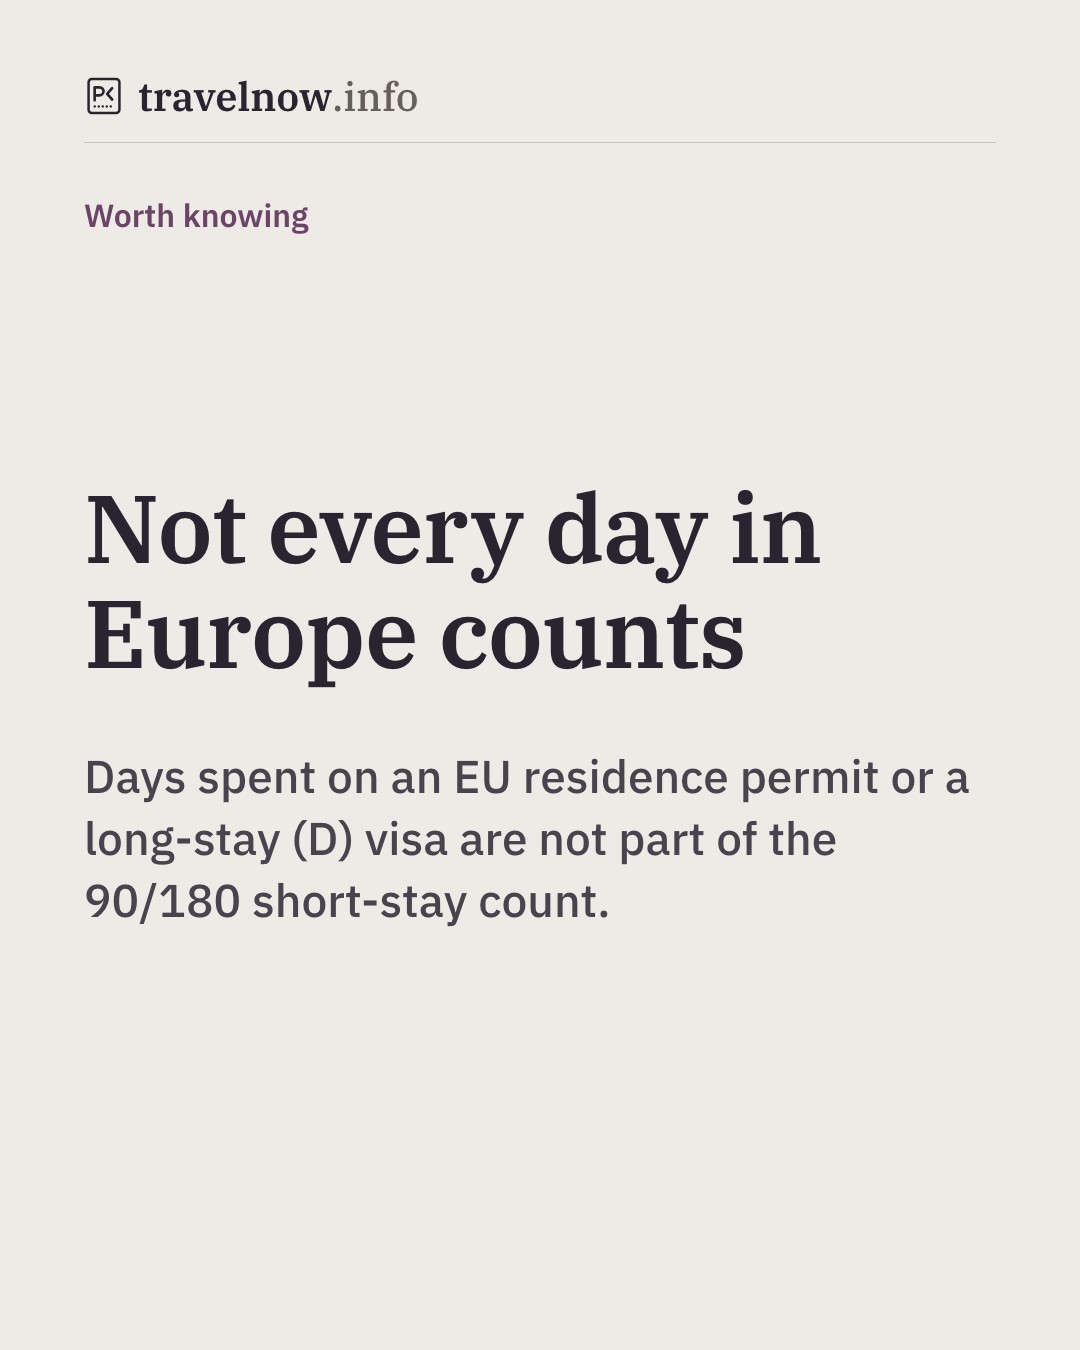 travelnow.info
Worth knowing
Not every day in
Europe counts
Days spent on an EU residence permit or a
long-stay (D) visa are not part of the
90/180 short-stay count.